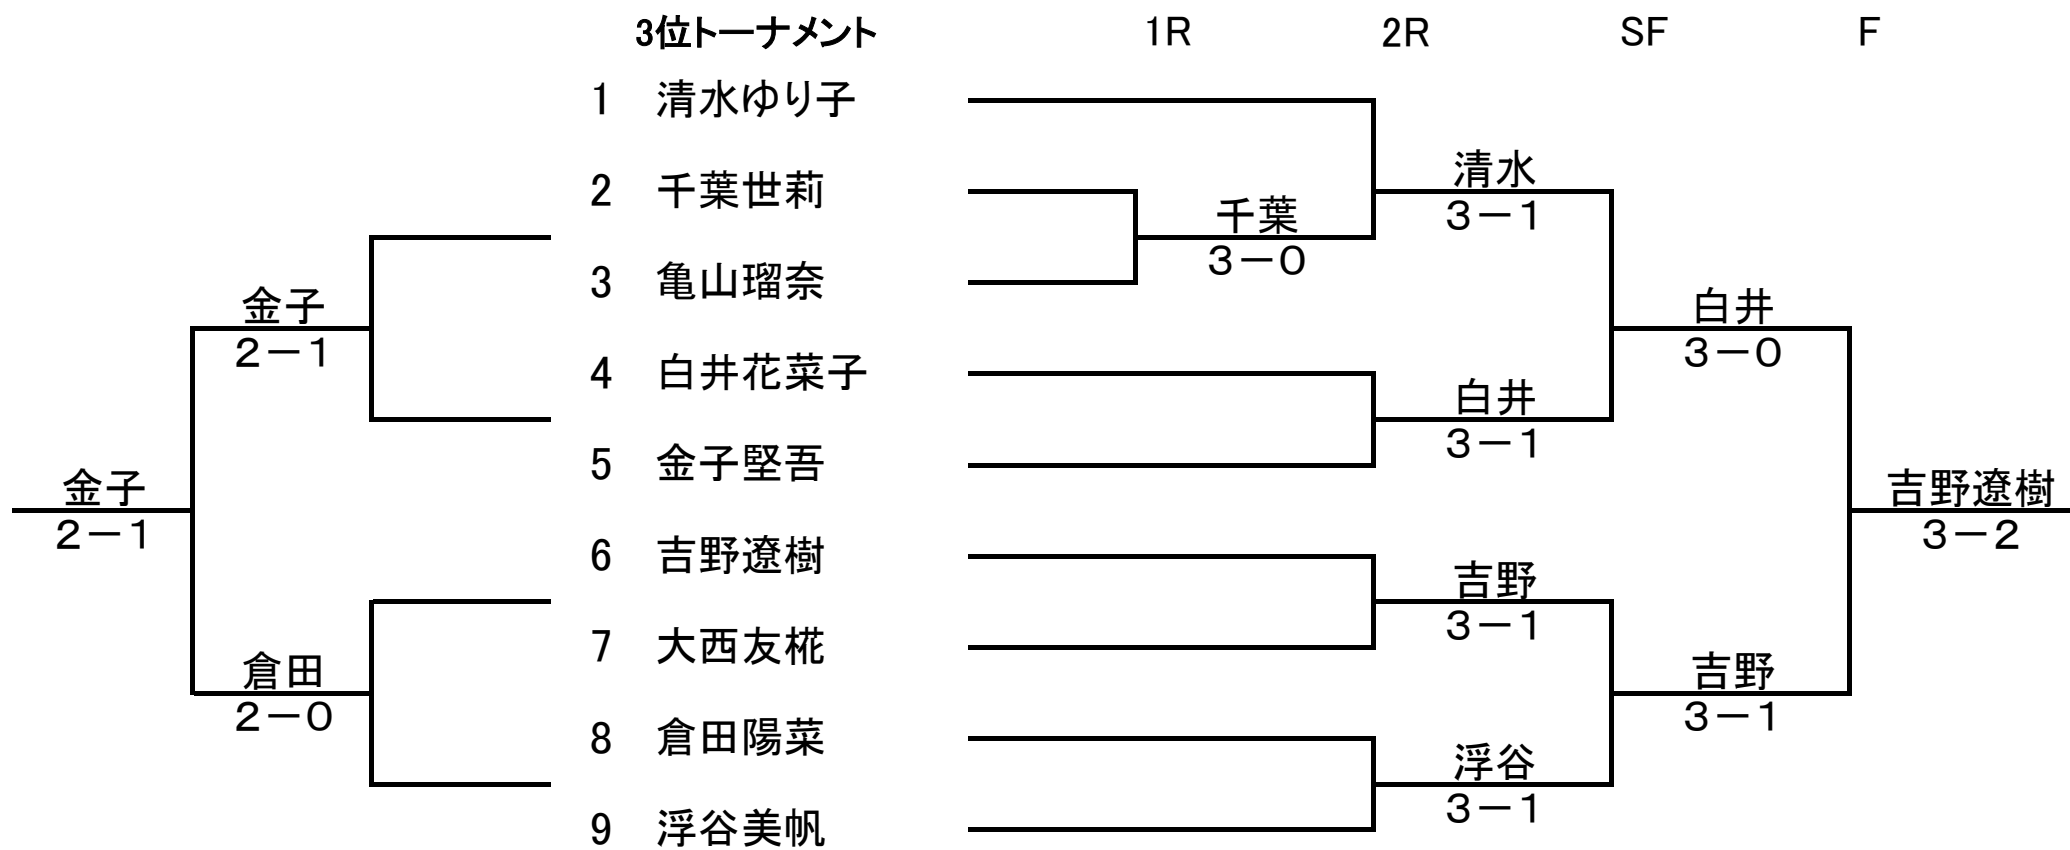 3位トーナメント 1R 2R SF F
1 清水ゆり子
清水
2 千葉世莉
3－1
千葉
3－0
3 亀山瑠奈
金子
白井
2－1
3－0
4 白井花菜子
白井
3－1
5 金子堅吾
金子
吉野遼樹
2－1
3－2
6 吉野遼樹
吉野
3－1
7 大西友椛
倉田
吉野
2－0
3－1
8 倉田陽菜
浮谷
3－1
9 浮谷美帆